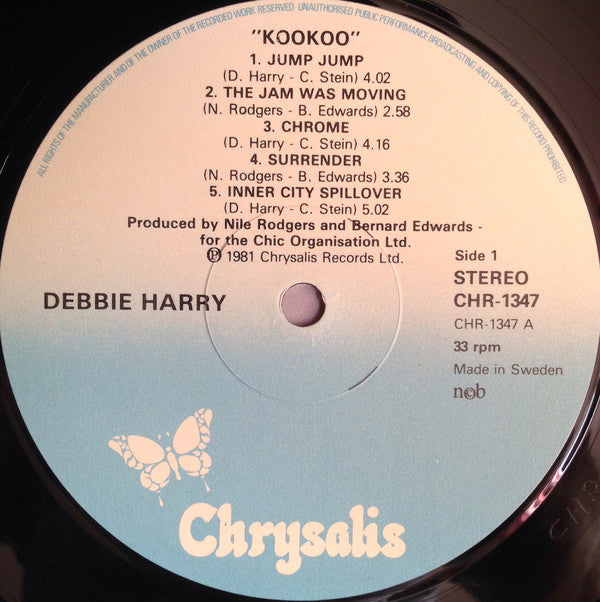 ALL RIGHTS OF THE MANUFACTURER AND OF THE OWNER OF THE RECORDED WORK RESERVED · UNAUTHORISED PUBLIC PERFORMANCE BROADCASTING AND COPYING OF THIS RECORD PROHIBITED
"KOOKOO"
1. JUMP JUMP
(D. Harry - C. Stein) 4.02
2. THE JAM WAS MOVING
(N. Rodgers - B. Edwards) 2.58
3. CHROME
(D. Harry - C. Stein) 4.16
4. SURRENDER
(N. Rodgers - B. Edwards) 3.36
5. INNER CITY SPILLOVER
(D. Harry - C. Stein) 5.02
Produced by Nile Rodgers and Bernard Edwards -
for the Chic Organisation Ltd.
℗ 1981 Chrysalis Records Ltd.
Side 1
STEREO
CHR-1347
CHR-1347 A
33 rpm
Made in Sweden
ncb
DEBBIE HARRY
Chrysalis